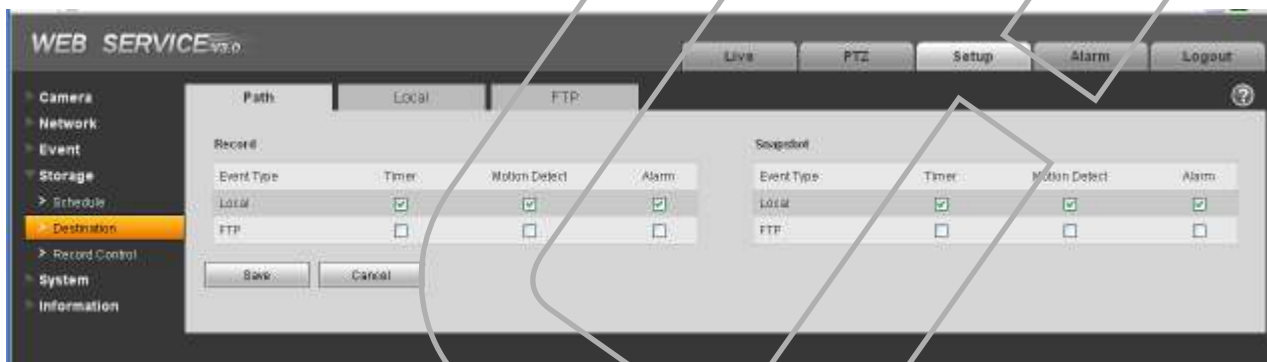 WEB SERVICE V3.0
Live PTZ Setup Alarm Logout
Camera
Network
Event
Storage
> Schedule
> Destination
> Record Control
System
Information
Path Local FTP
?
Record
Event Type Timer Motion Detect Alarm
Local
FTP
Save Cancel
Snapshot
Event Type Timer Motion Detect Alarm
Local
FTP